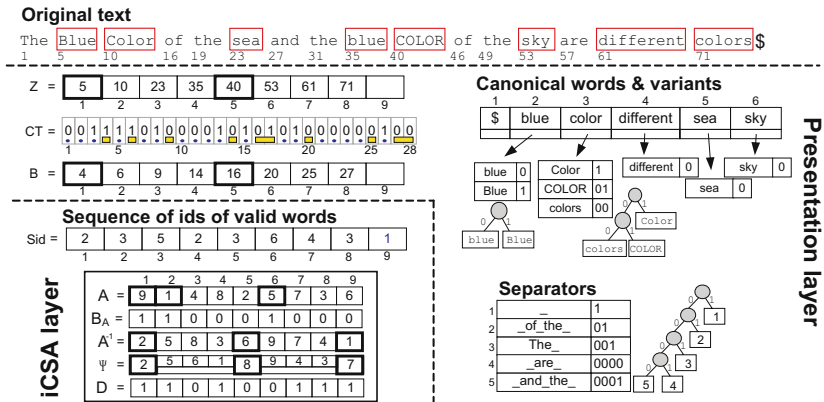 Original text
The Blue Color of the sea and the blue COLOR of the sky are different colors$
1 5 10 16 19 23 27 31 35 40 46 49 53 57 61 71
Z = 5 10 23 35 40 53 61 71
1 2 3 4 5 6 7 8 9
CT= 0 0 1 1 1 1 0 1 0 0 0 0 1 0 1 0 1 0 1 0 0 0 0 0 0 1 0 0
1 5 10 15 20 25 28
B = 4 6 9 14 16 20 25 27
1 2 3 4 5 6 7 8 9
Sequence of ids of valid words
Sid = 2 3 5 2 3 6 4 3 1
1 2 3 4 5 6 7 8 9
iCSA layer
1 2 3 4 5 6 7 8 9
A = 9 1 4 8 2 5 7 3 6
BA = 1 1 0 0 0 1 0 0 0
A-1 = 2 5 8 3 6 9 7 4 1
Ψ = 2 5 6 1 8 9 4 3 7
D = 1 1 0 1 0 0 1 1 1
Canonical words & variants
1 2 3 4 5 6
$ blue color different sea sky
blue 0
Blue 1
Color 1
COLOR 01
colors 00
different 0
sea 0
sky 0
0 1
blue Blue
0 1
Color
0 1
colors COLOR
Separators
1 _ 1
2 _of_the_ 01
3 The_ 001
4 _are_ 0000
5 _and_the_ 0001
0 1
1
0 1
2
0 1
3
0 1
5 4
Presentation layer